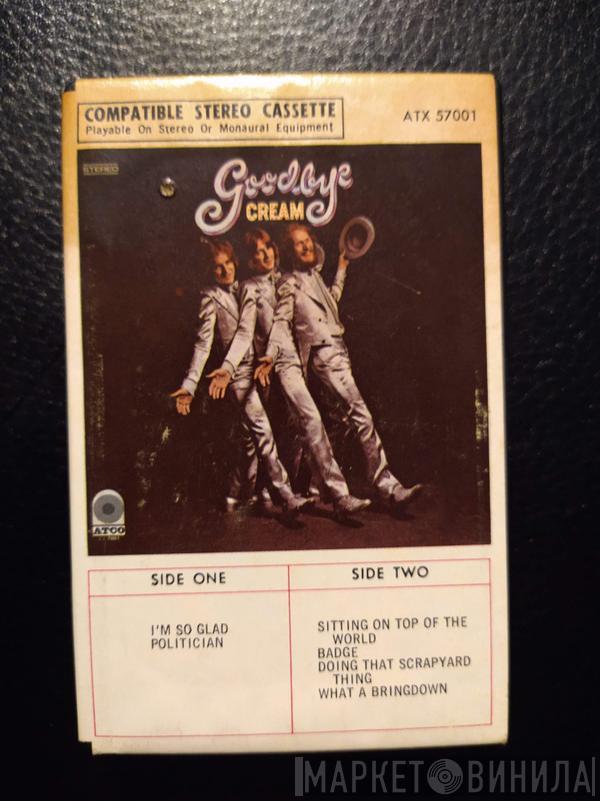 COMPATIBLE STEREO CASSETTE
Playable On Stereo Or Monaural Equipment
ATX 57001
STEREO
Goodbye
CREAM
ATCO
SIDE ONE
I'M SO GLAD
POLITICIAN
SIDE TWO
SITTING ON TOP OF THE
WORLD
BADGE
DOING THAT SCRAPYARD
THING
WHAT A BRINGDOWN
МАРКЕТ ВИНИЛА